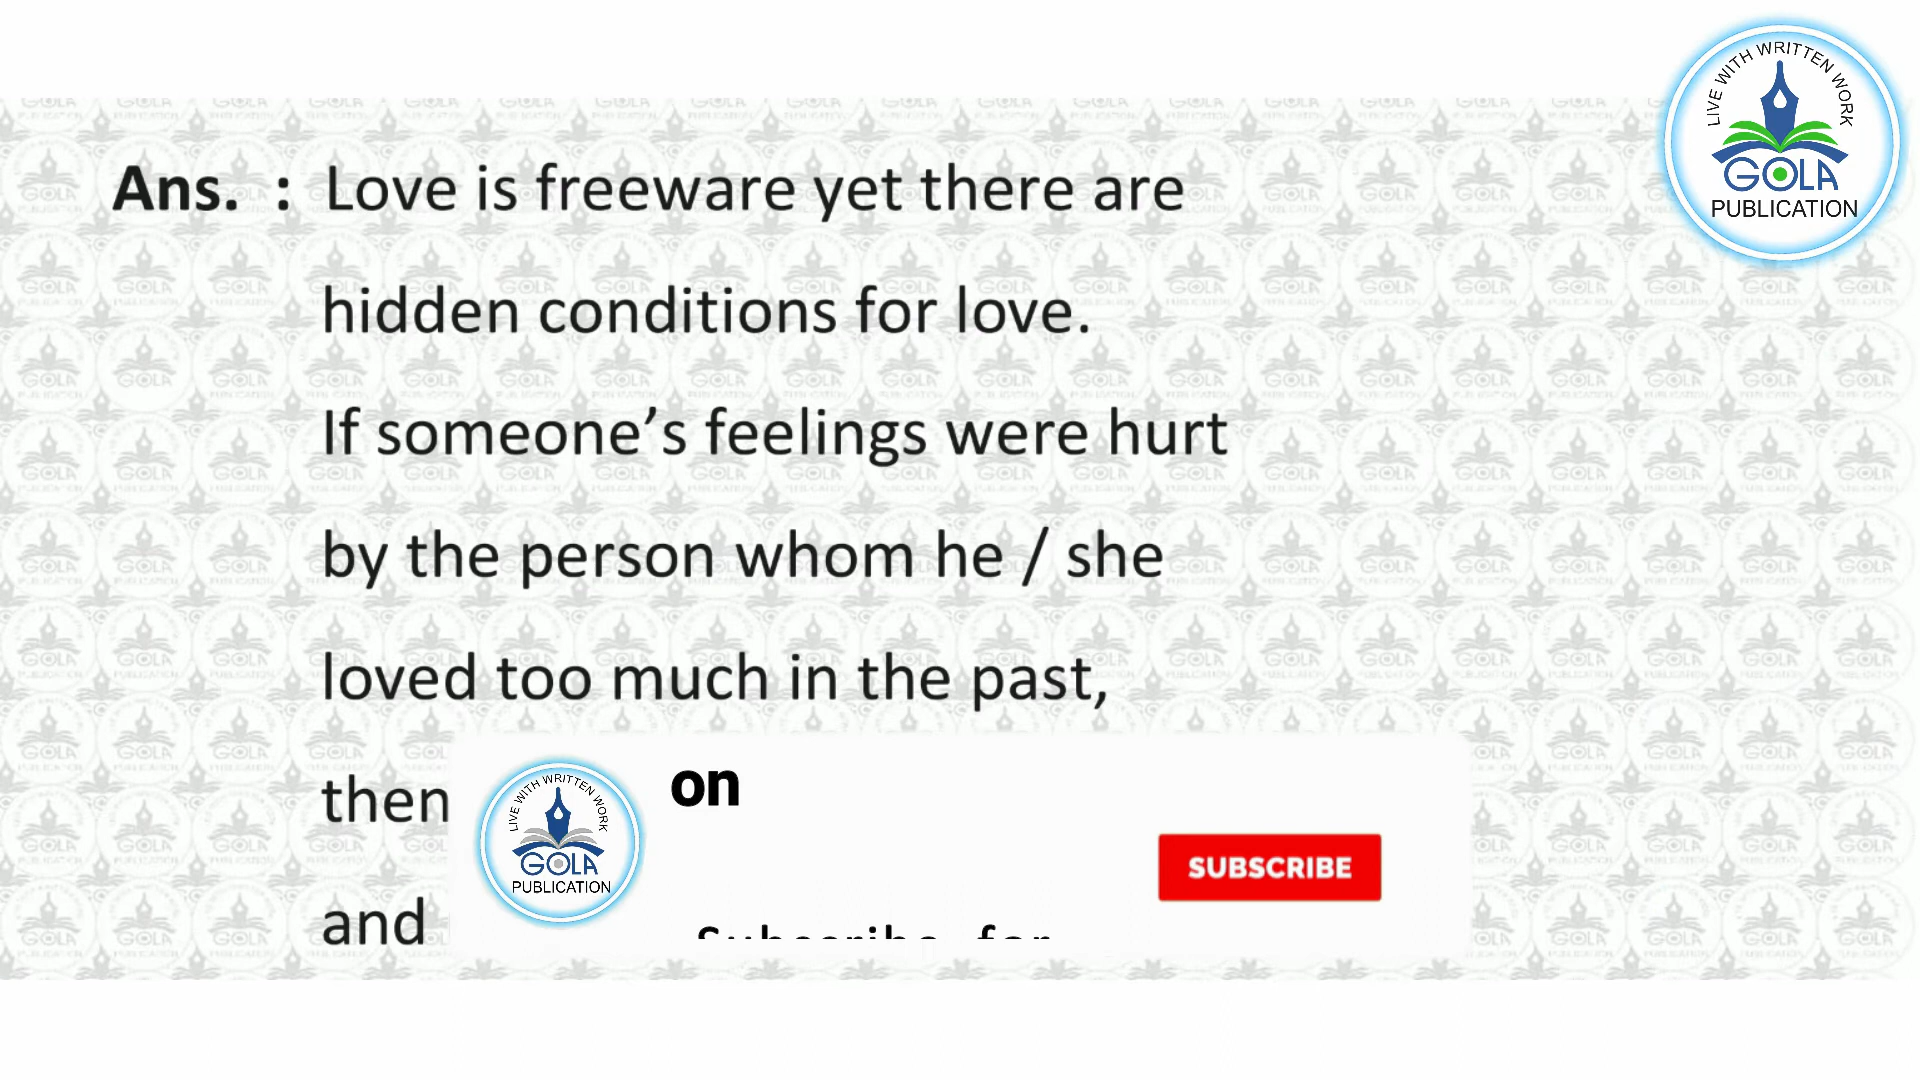 LIVE WITH WRITTEN WORK
GOLA
PUBLICATION
Ans. : Love is freeware yet there are
hidden conditions for love.
If someone’s feelings were hurt
by the person whom he / she
loved too much in the past,
then
and
LIVE WITH WRITTEN WORK
GOLA
PUBLICATION
on
SUBSCRIBE
Subscribe for